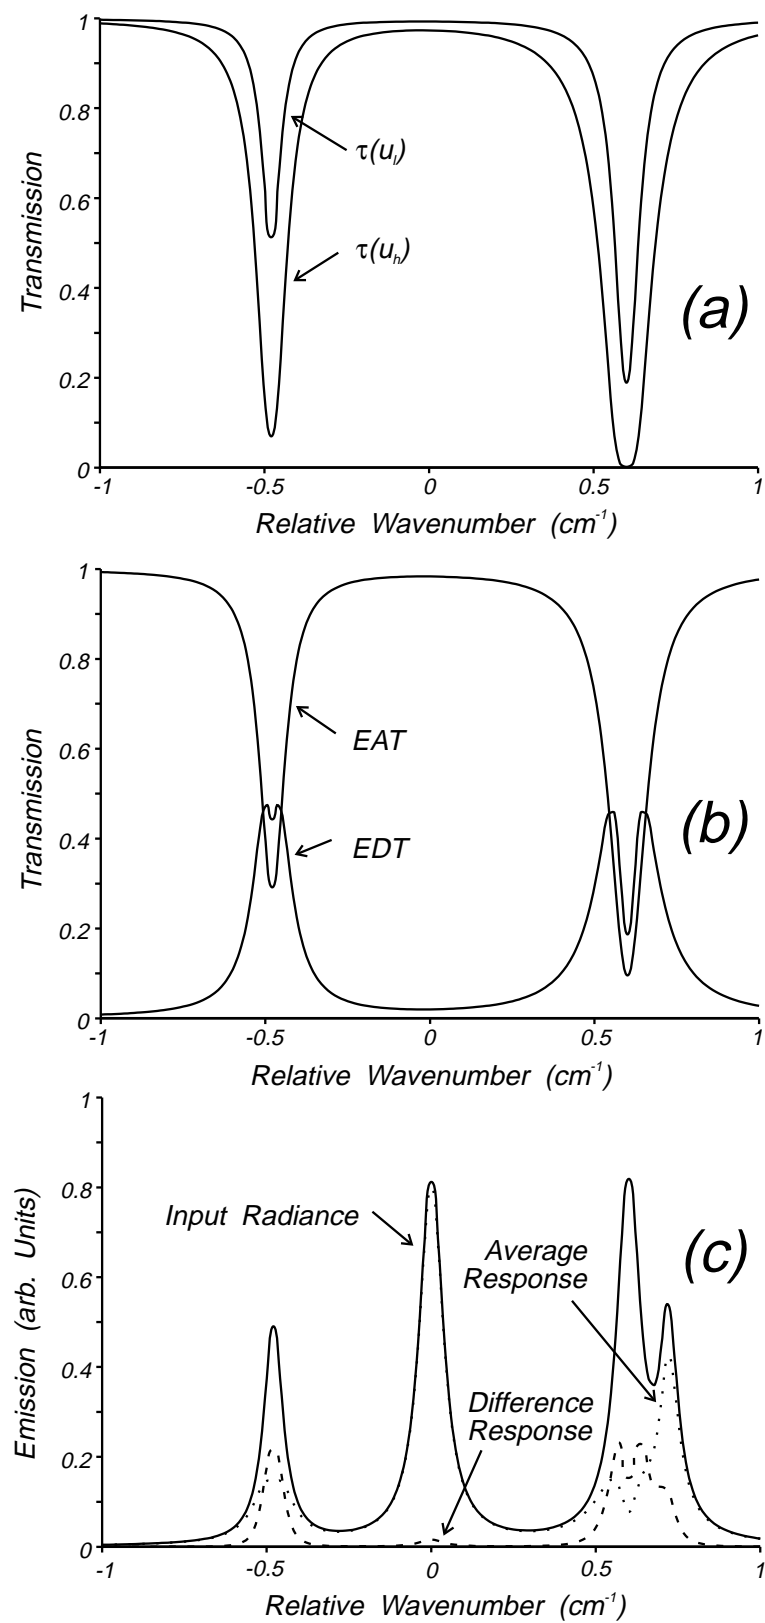 1
0.8
0.6
0.4
0.2
0
Transmission
τ(uₗ)
τ(uₕ)
(a)
-1
-0.5
0
0.5
1
Relative Wavenumber (cm⁻¹)
1
0.8
0.6
0.4
0.2
0
Transmission
EAT
EDT
(b)
-1
-0.5
0
0.5
1
Relative Wavenumber (cm⁻¹)
1
0.8
0.6
0.4
0.2
0
Emission (arb. Units)
Input Radiance
Average
Response
Difference
Response
(c)
-1
-0.5
0
0.5
1
Relative Wavenumber (cm⁻¹)